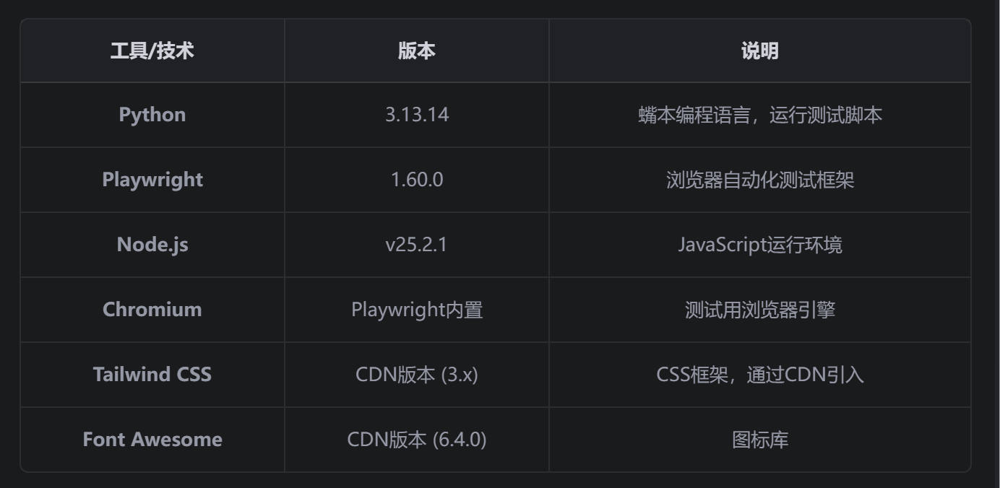 工具/技术 版本 说明
Python 3.13.14 蟕本编程语言，运行测试脚本
Playwright 1.60.0 浏览器自动化测试框架
Node.js v25.2.1 JavaScript运行环境
Chromium Playwright内置 测试用浏览器引擎
Tailwind CSS CDN版本 (3.x) CSS框架，通过CDN引入
Font Awesome CDN版本 (6.4.0) 图标库